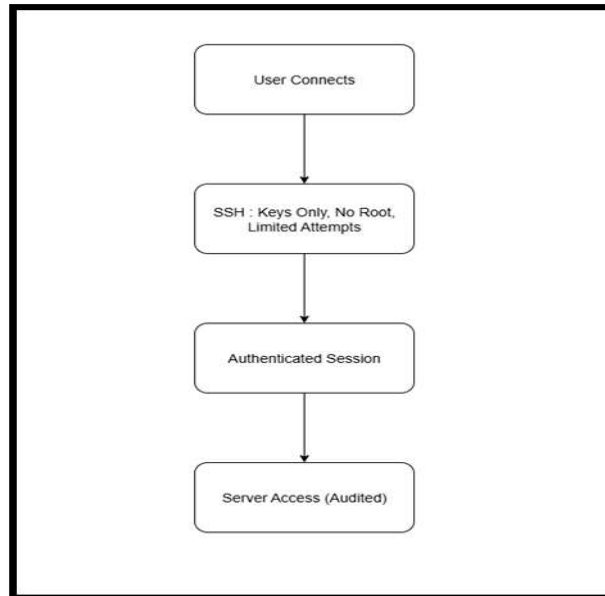 User Connects
SSH : Keys Only, No Root,
Limited Attempts
Authenticated Session
Server Access (Audited)